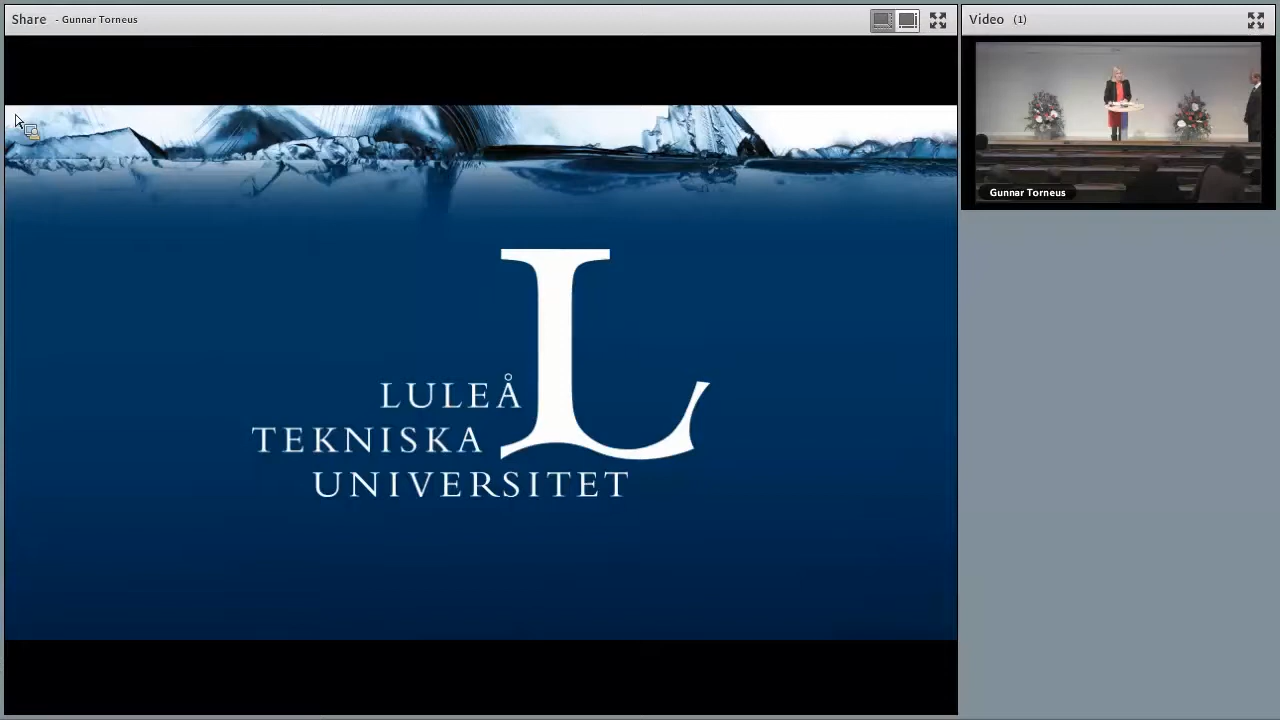 Share - Gunnar Torneus
Video (1)
Gunnar Torneus
L
LULEÅ
TEKNISKA
UNIVERSITET